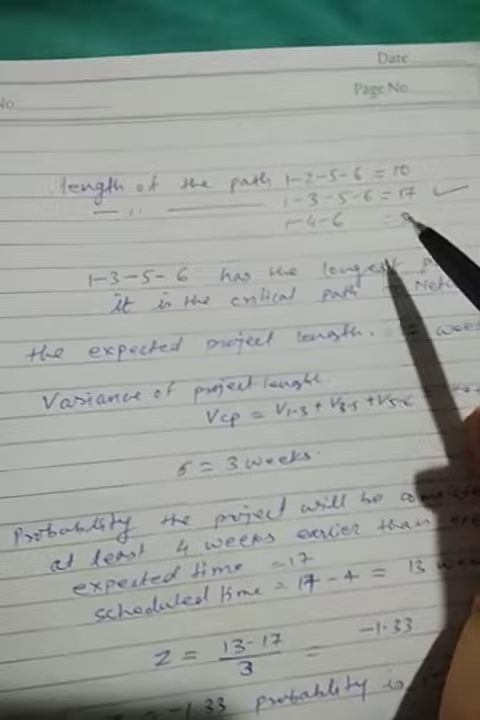 Date
No
Page No
length of the path 1-2-5-6 = 10
— ,, ——— 1-3-5-6 = 17 ✓
1-4-6 =
1-3-5-6 has the longest
it is the critical path
the expected project length. = week
Variance of project lenght
Vcp = V1-3 + V3-5 + V5-6
σ = 3 weeks.
Probability the project will be
at least 4 weeks earlier than
expected time = 17
scheduled time = 17 - 4 = 13
Z = 13-17 / 3 = -1.33
= -1.33 probability is